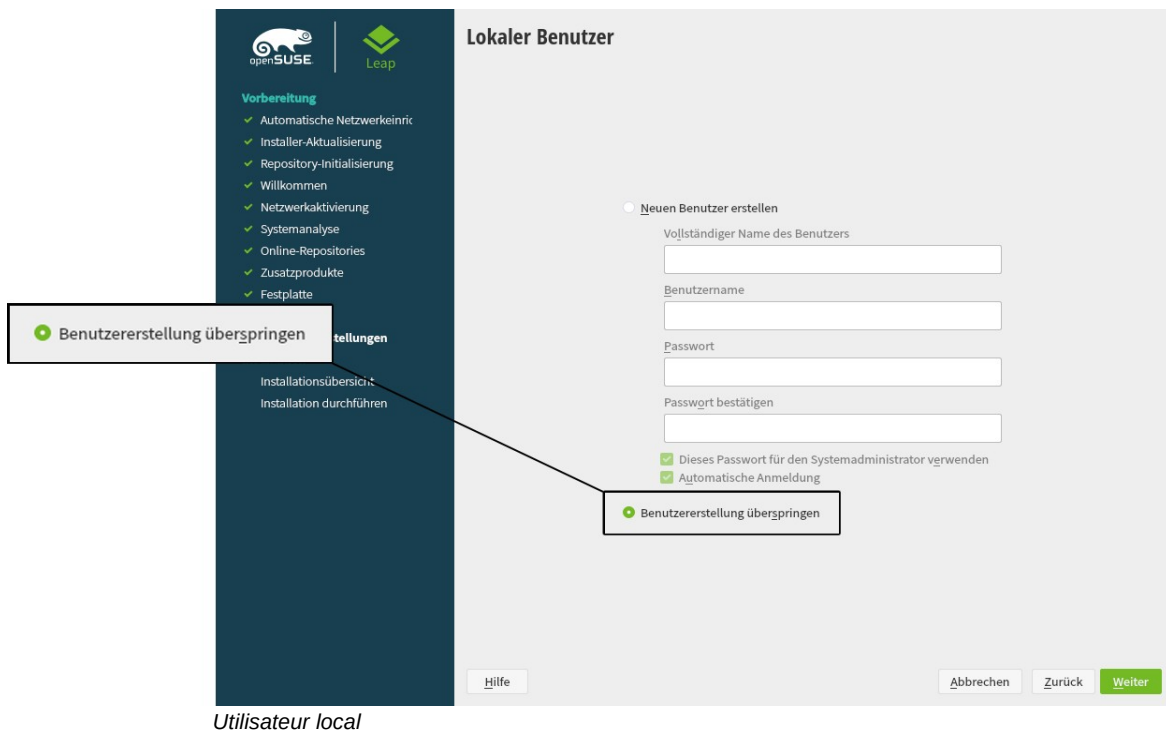 openSUSE.
Leap
Lokaler Benutzer
Vorbereitung
Automatische Netzwerkeinric
Installer-Aktualisierung
Repository-Initialisierung
Willkommen
Netzwerkaktivierung
Systemanalyse
Online-Repositories
Zusatzprodukte
Festplatte
tellungen
Installationsübersicht
Installation durchführen
Benutzererstellung überspringen
Neuen Benutzer erstellen
Vollständiger Name des Benutzers
Benutzername
Passwort
Passwort bestätigen
Dieses Passwort für den Systemadministrator verwenden
Automatische Anmeldung
Benutzererstellung überspringen
Hilfe
Abbrechen
Zurück
Weiter
Utilisateur local